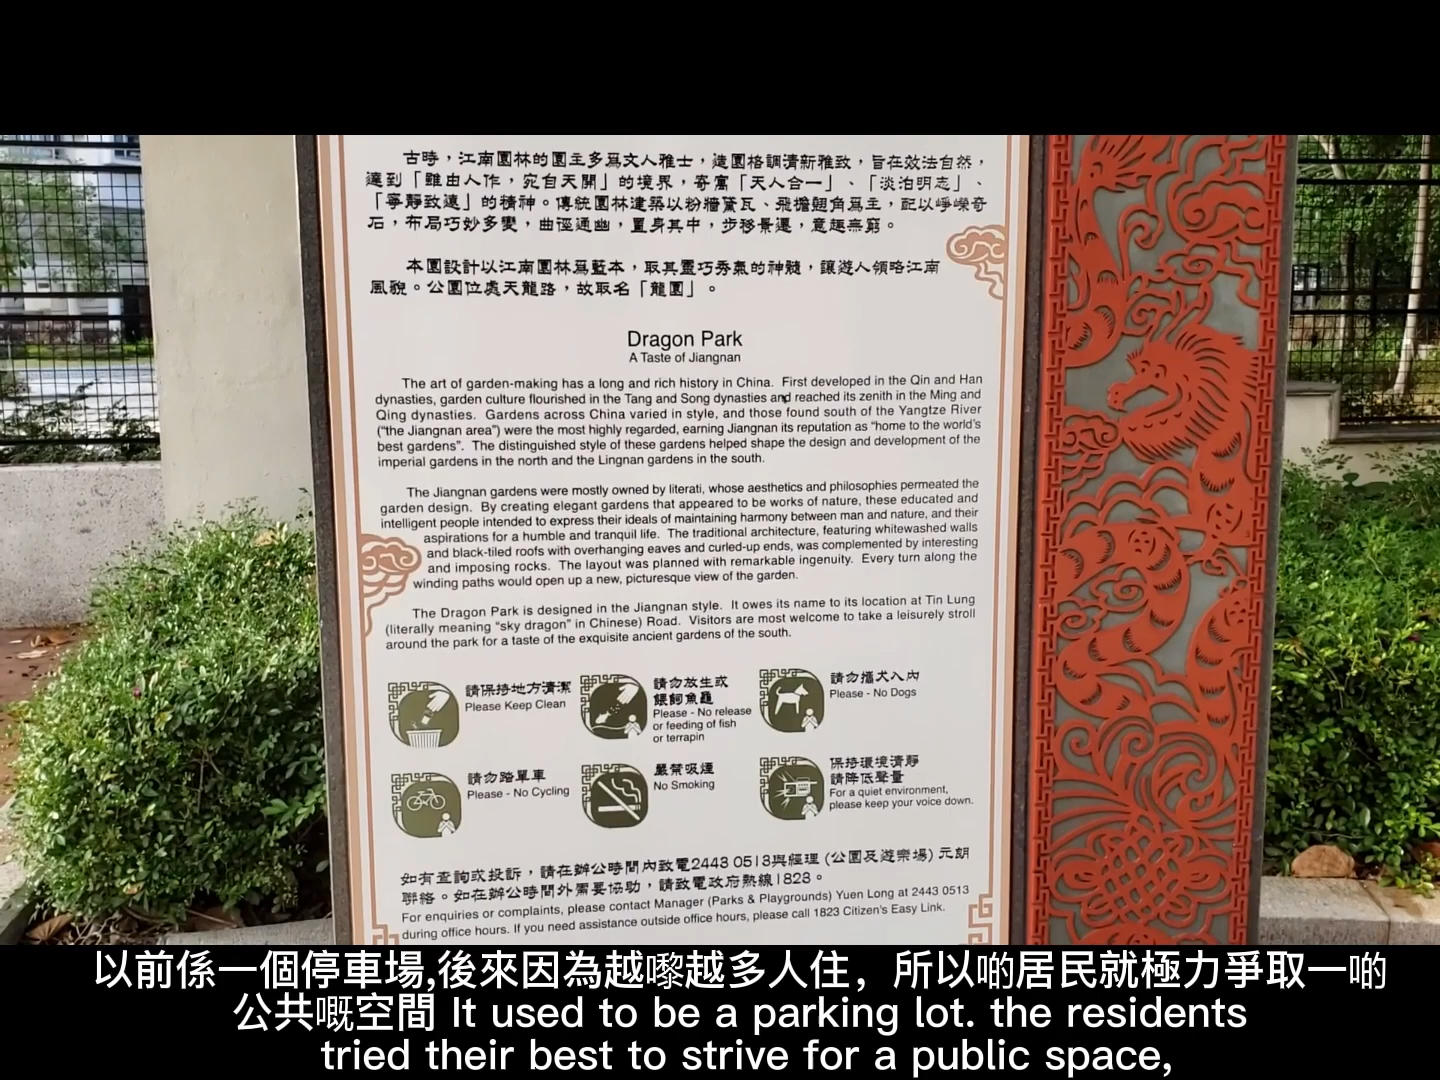 古時，江南園林的園主多爲文人雅士，造園格調清新雅致，旨在效法自然，
達到「雖由人作，宛自天開」的境界，寄寓「天人合一」、「淡泊明志」、
「寧靜致遠」的精神。傳統園林建築以粉牆黛瓦、飛檐翹角爲主，配以崢嶸奇
石，布局巧妙多變，曲徑通幽，置身其中，步移景遷，意趣無窮。
本園設計以江南園林爲藍本，取其靈巧秀氣的神髓，讓遊人領略江南
風貌。公園位處天龍路，故取名「龍園」。
Dragon Park
A Taste of Jiangnan
The art of garden-making has a long and rich history in China. First developed in the Qin and Han
dynasties, garden culture flourished in the Tang and Song dynasties and reached its zenith in the Ming and
Qing dynasties. Gardens across China varied in style, and those found south of the Yangtze River
("the Jiangnan area") were the most highly regarded, earning Jiangnan its reputation as "home to the world's
best gardens". The distinguished style of these gardens helped shape the design and development of the
imperial gardens in the north and the Lingnan gardens in the south.
The Jiangnan gardens were mostly owned by literati, whose aesthetics and philosophies permeated the
garden design. By creating elegant gardens that appeared to be works of nature, these educated and
intelligent people intended to express their ideals of maintaining harmony between man and nature, and their
aspirations for a humble and tranquil life. The traditional architecture, featuring whitewashed walls
and black-tiled roofs with overhanging eaves and curled-up ends, was complemented by interesting
and imposing rocks. The layout was planned with remarkable ingenuity. Every turn along the
winding paths would open up a new, picturesque view of the garden.
The Dragon Park is designed in the Jiangnan style. It owes its name to its location at Tin Lung
(literally meaning "sky dragon" in Chinese) Road. Visitors are most welcome to take a leisurely stroll
around the park for a taste of the exquisite ancient gardens of the south.
請保持地方清潔
Please Keep Clean
請勿放生或
餵飼魚龜
Please - No release
or feeding of fish
or terrapin
請勿攜犬入內
Please - No Dogs
請勿踏單車
Please - No Cycling
嚴禁吸煙
No Smoking
保持環境清靜
請降低聲量
For a quiet environment,
please keep your voice down.
如有查詢或投訴，請在辦公時間內致電2443 0513與經理 (公園及遊樂場) 元朗
聯絡。如在辦公時間外需要協助，請致電政府熱線1823。
For enquiries or complaints, please contact Manager (Parks & Playgrounds) Yuen Long at 2443 0513
during office hours. If you need assistance outside office hours, please call 1823 Citizen's Easy Link.
以前係一個停車場,後來因為越嚟越多人住，所以啲居民就極力爭取一啲
公共嘅空間 It used to be a parking lot. the residents
tried their best to strive for a public space,